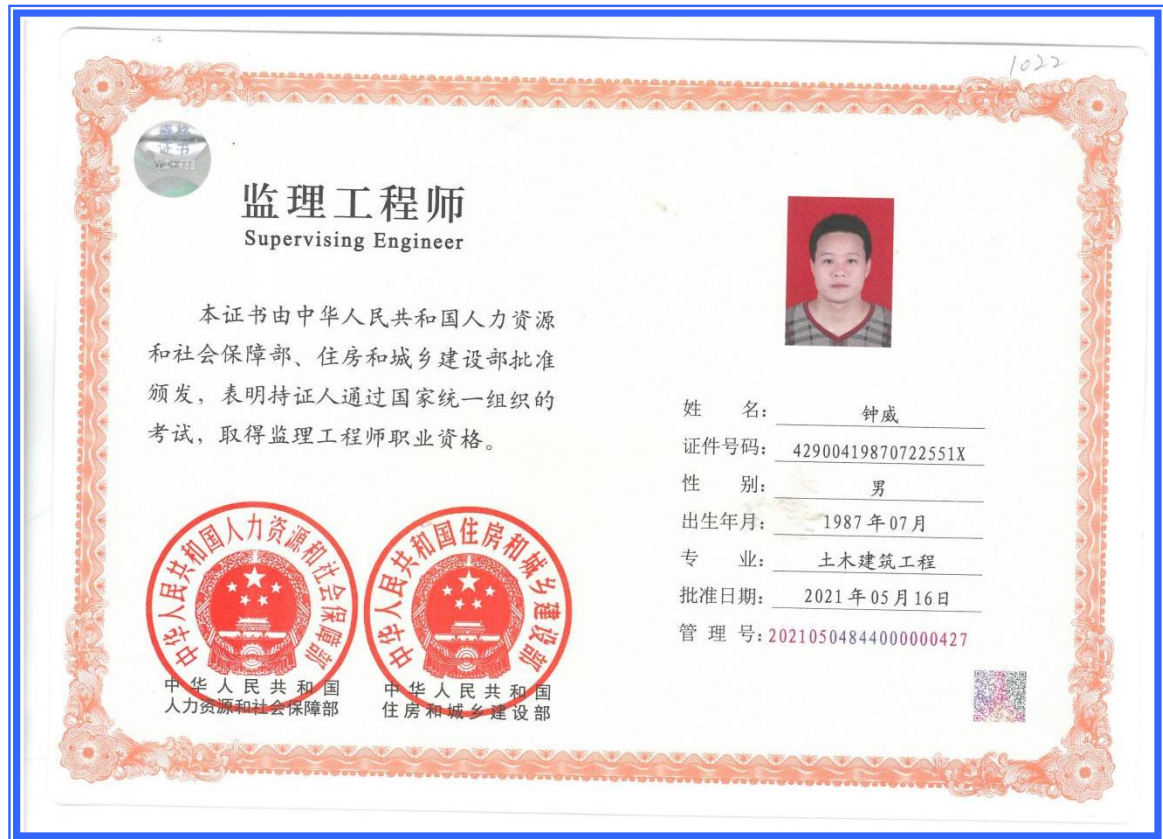 1022
资格
证书
监理工程师
Supervising Engineer
本证书由中华人民共和国人力资源
和社会保障部、住房和城乡建设部批准
颁发，表明持证人通过国家统一组织的
考试，取得监理工程师职业资格。
中华人民共和国人力资源和社会保障部
中华人民共和国住房和城乡建设部
中华人民共和国
人力资源和社会保障部
中华人民共和国
住房和城乡建设部
姓 名： 钟威
证件号码： 42900419870722551X
性 别： 男
出生年月： 1987年07月
专 业： 土木建筑工程
批准日期： 2021年05月16日
管 理 号：20210504844000000427